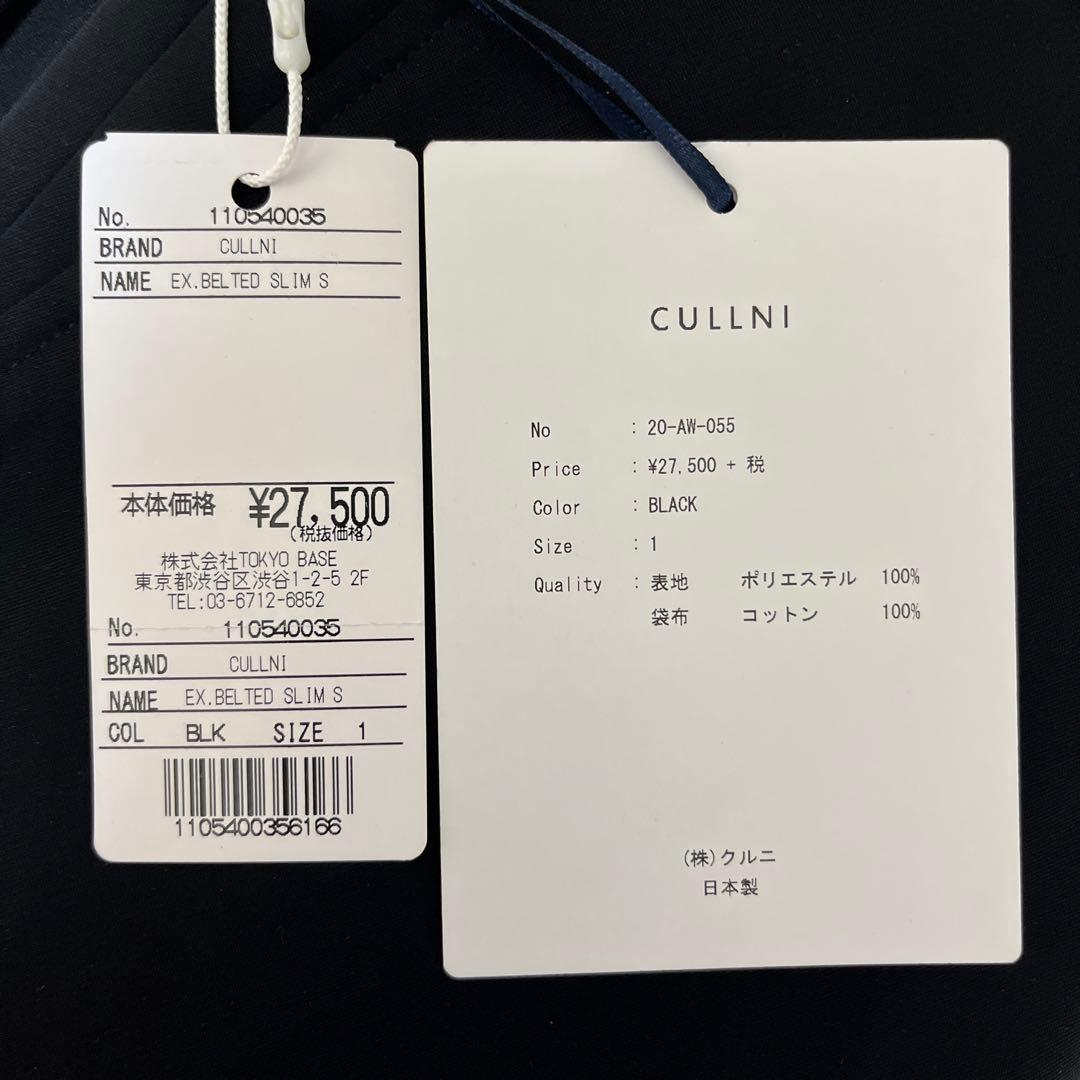 No. 110540035
BRAND CULLNI
NAME EX.BELTED SLIM S
本体価格 ¥27,500
(税抜価格)
株式会社TOKYO BASE
東京都渋谷区渋谷1-2-5 2F
TEL:03-6712-6852
No. 110540035
BRAND CULLNI
NAME EX.BELTED SLIM S
COL BLK SIZE 1
1105400356166
CULLNI
No : 20-AW-055
Price : ¥27,500 + 税
Color : BLACK
Size : 1
Quality : 表地 ポリエステル 100%
袋布 コットン 100%
(株)クルニ
日本製